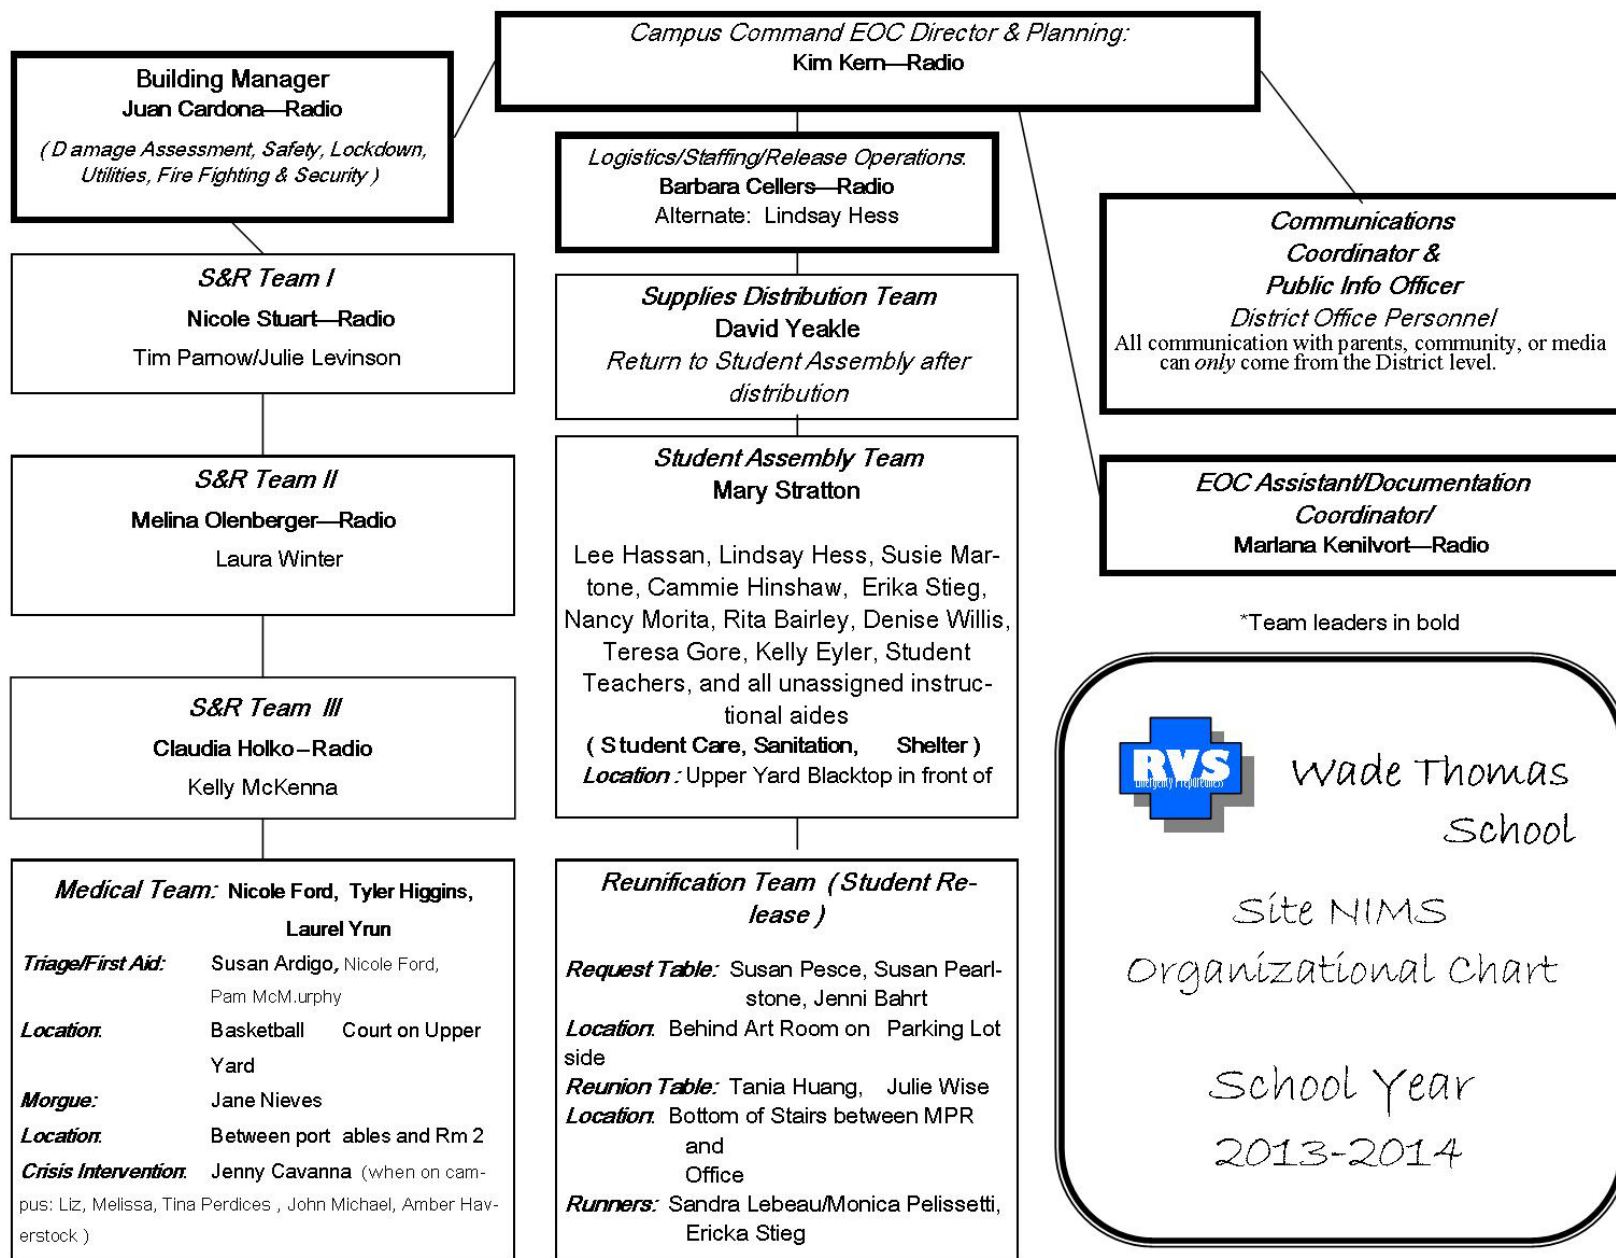 Campus Command EOC Director & Planning:
Kim Kern—Radio
Building Manager
Juan Cardona—Radio
( D amage Assessment, Safety, Lockdown,
Utilities, Fire Fighting & Security )
S&R Team I
Nicole Stuart—Radio
Tim Parnow/Julie Levinson
S&R Team II
Melina Olenberger—Radio
Laura Winter
S&R Team III
Claudia Holko–Radio
Kelly McKenna
Medical Team: Nicole Ford, Tyler Higgins,
Laurel Yrun
Triage/First Aid: Susan Ardigo, Nicole Ford,
Pam McM.urphy
Location: Basketball Court on Upper
Yard
Morgue: Jane Nieves
Location: Between port ables and Rm 2
Crisis Intervention: Jenny Cavanna (when on cam-
pus: Liz, Melissa, Tina Perdices , John Michael, Amber Hav-
erstock )
Logistics/Staffing/Release Operations:
Barbara Cellers—Radio
Alternate: Lindsay Hess
Supplies Distribution Team
David Yeakle
Return to Student Assembly after
distribution
Student Assembly Team
Mary Stratton
Lee Hassan, Lindsay Hess, Susie Mar-
tone, Cammie Hinshaw, Erika Stieg,
Nancy Morita, Rita Bairley, Denise Willis,
Teresa Gore, Kelly Eyler, Student
Teachers, and all unassigned instruc-
tional aides
( Student Care, Sanitation, Shelter )
Location : Upper Yard Blacktop in front of
Reunification Team ( Student Re-
lease )
Request Table: Susan Pesce, Susan Pearl-
stone, Jenni Bahrt
Location: Behind Art Room on Parking Lot
side
Reunion Table: Tania Huang, Julie Wise
Location: Bottom of Stairs between MPR
and
Office
Runners: Sandra Lebeau/Monica Pelissetti,
Ericka Stieg
Communications
Coordinator &
Public Info Officer
District Office Personnel
All communication with parents, community, or media
can only come from the District level.
EOC Assistant/Documentation
Coordinator/
Marlana Kenilvort—Radio
*Team leaders in bold
RVS
Emergency Preparedness
Wade Thomas
School
Site NIMS
Organizational Chart
School Year
2013-2014